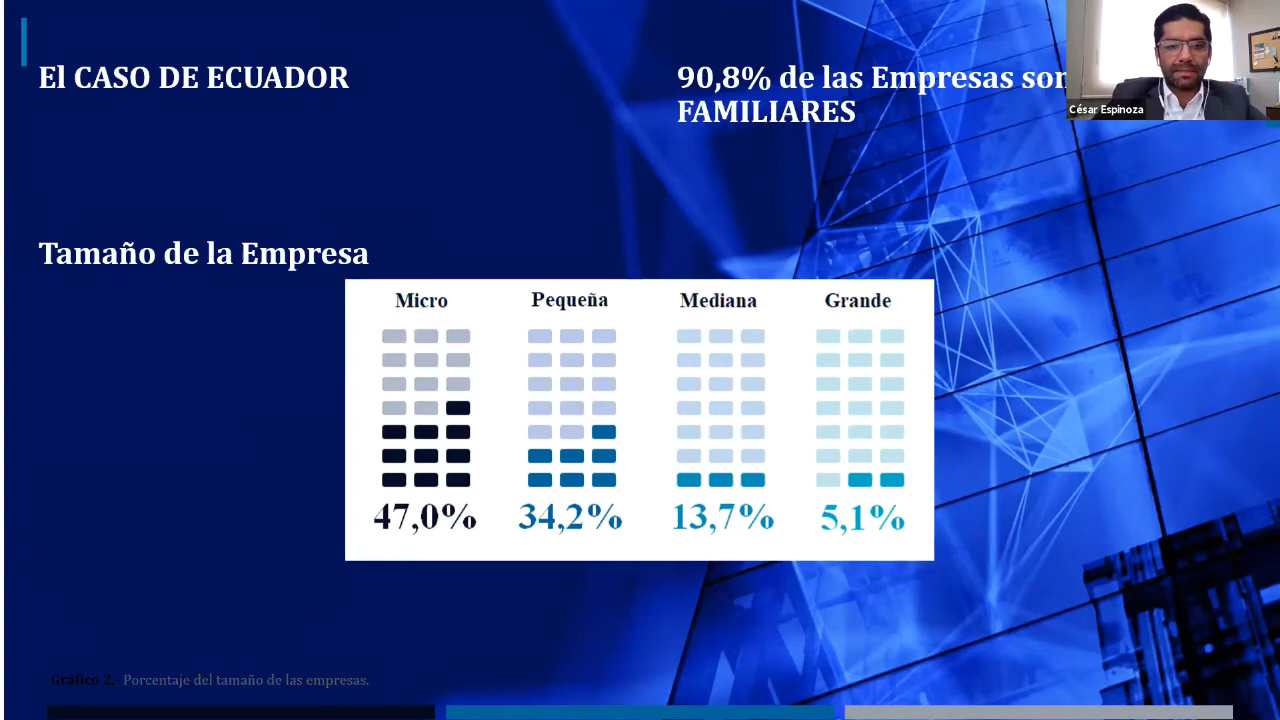 El CASO DE ECUADOR
90,8% de las Empresas son
FAMILIARES
César Espinoza
Tamaño de la Empresa
Micro Pequeña Mediana Grande
47,0% 34,2% 13,7% 5,1%
Gráfico 2.- Porcentaje del tamaño de las empresas.